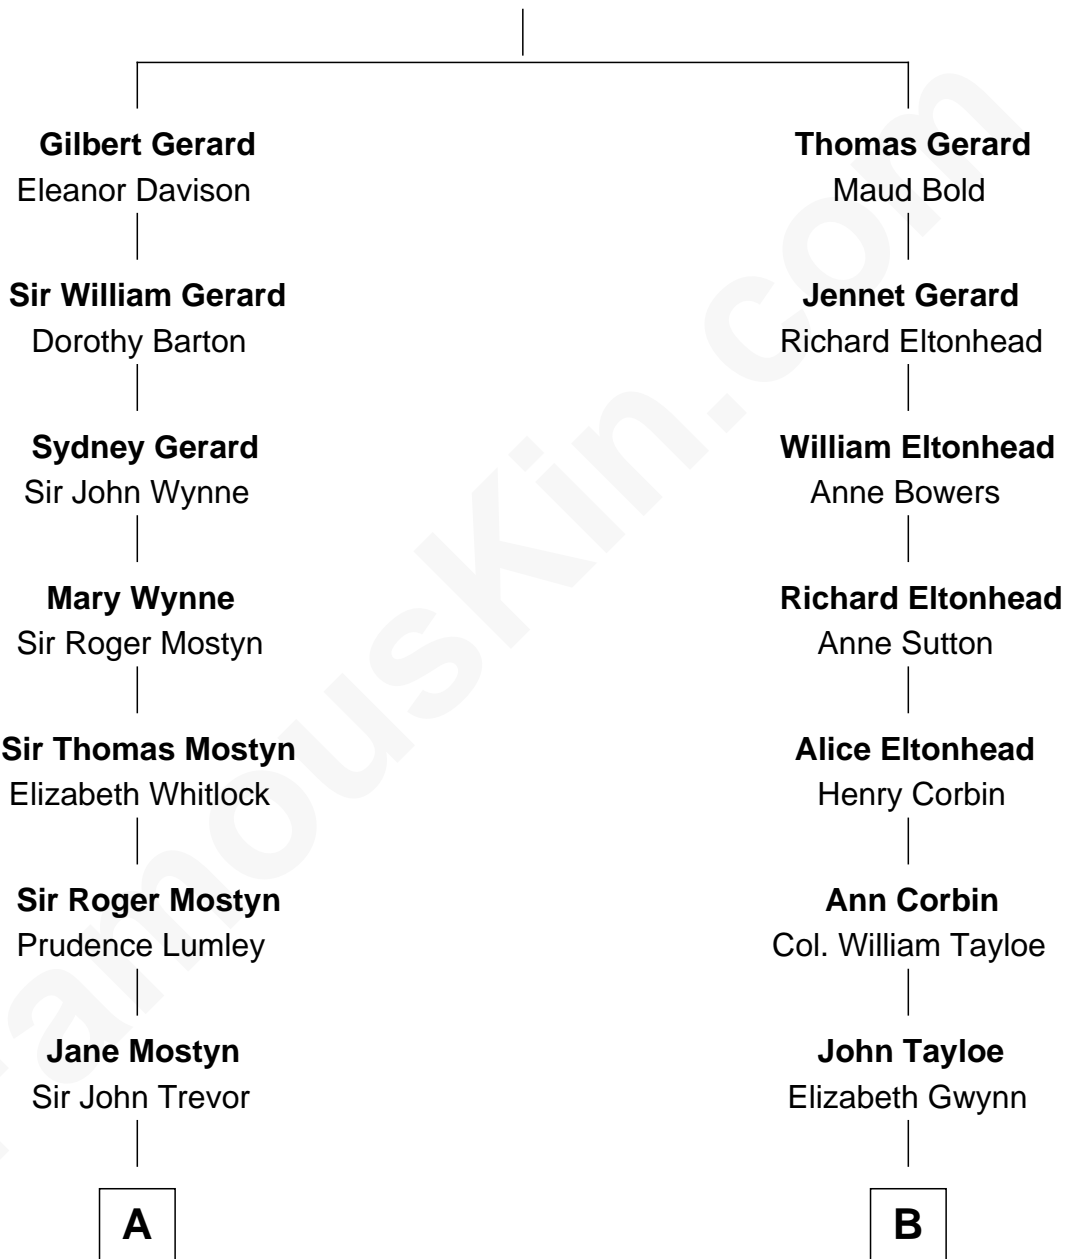 Gilbert Gerard
Eleanor Davison
Sir William Gerard
Dorothy Barton
Sydney Gerard
Sir John Wynne
Mary Wynne
Sir Roger Mostyn
Sir Thomas Mostyn
Elizabeth Whitlock
Sir Roger Mostyn
Prudence Lumley
Jane Mostyn
Sir John Trevor
A
Thomas Gerard
Maud Bold
Jennet Gerard
Richard Eltonhead
William Eltonhead
Anne Bowers
Richard Eltonhead
Anne Sutton
Alice Eltonhead
Henry Corbin
Ann Corbin
Col. William Tayloe
John Tayloe
Elizabeth Gwynn
B
FamousKin.com